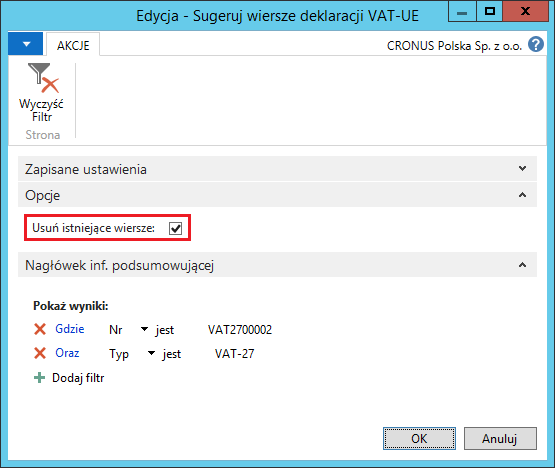 Edycja - Sugeruj wiersze deklaracji VAT-UE
AKCJE
CRONUS Polska Sp. z o.o.
?
Wyczyść
Filtr
Strona
Zapisane ustawienia
Opcje
Usuń istniejące wiersze:
Nagłówek inf. podsumowującej
Pokaż wyniki:
Gdzie Nr jest VAT2700002
Oraz Typ jest VAT-27
Dodaj filtr
OK Anuluj